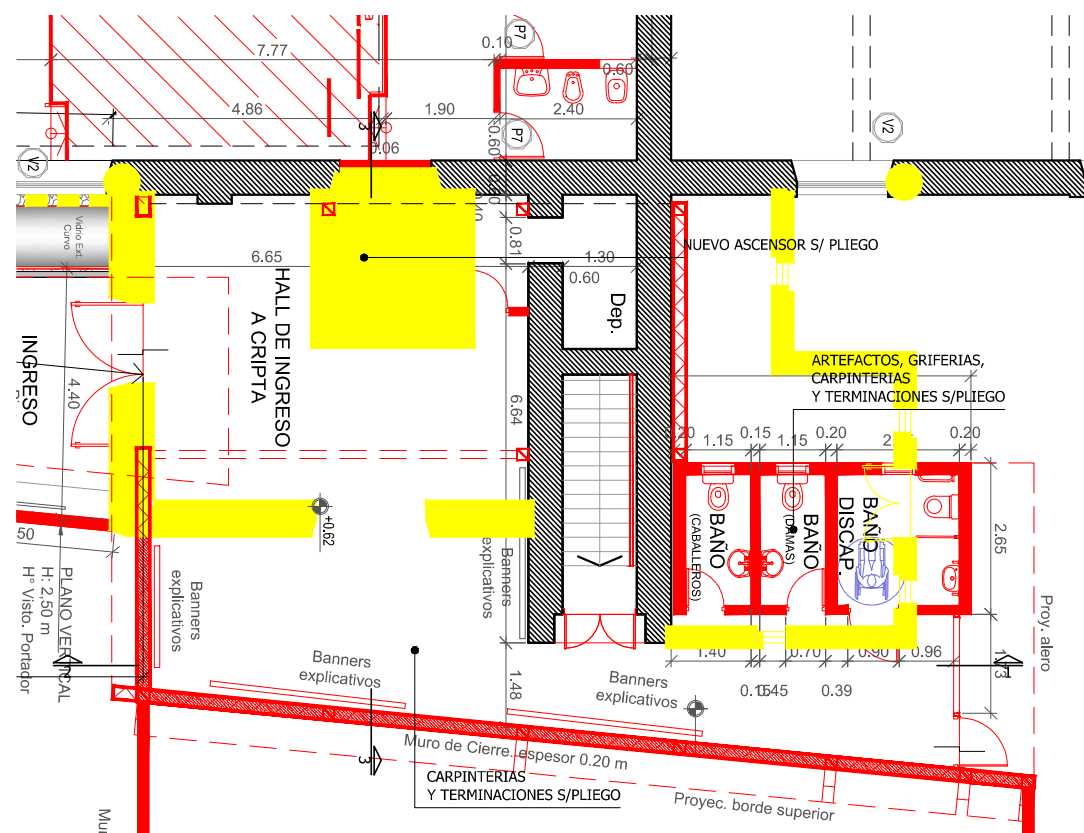 P7
7.77
0.10
0.60
4.86
1.90
2.40
3
P7
0.60
V2
V2
Vidrio Ext.
Curvo
0.81
NUEVO ASCENSOR S/ PLIEGO
6.65
1.30
0.60
HALL DE INGRESO
A CRIPTA
Dep.
INGRESO
4.40
ARTEFACTOS, GRIFERIAS,
CARPINTERIAS
Y TERMINACIONES S/PLIEGO
6.64
1.15
0.15
1.15
0.20
0.20
+0.62
BAÑO
(CABALLEROS)
BAÑO
(DAMAS)
BAÑO
DISCAP.
2.65
50
Banners
explicativos
Banners
explicativos
PLANO VERTICAL
H: 2,50 m
H° Visto. Portador
Proy. alero
1.40
0.70
0.90
0.96
Banners
explicativos
1.48
Banners
explicativos
0.39
Muro de Cierre. espesor 0.20 m
3
CARPINTERIAS
Y TERMINACIONES S/PLIEGO
Proyec. borde superior